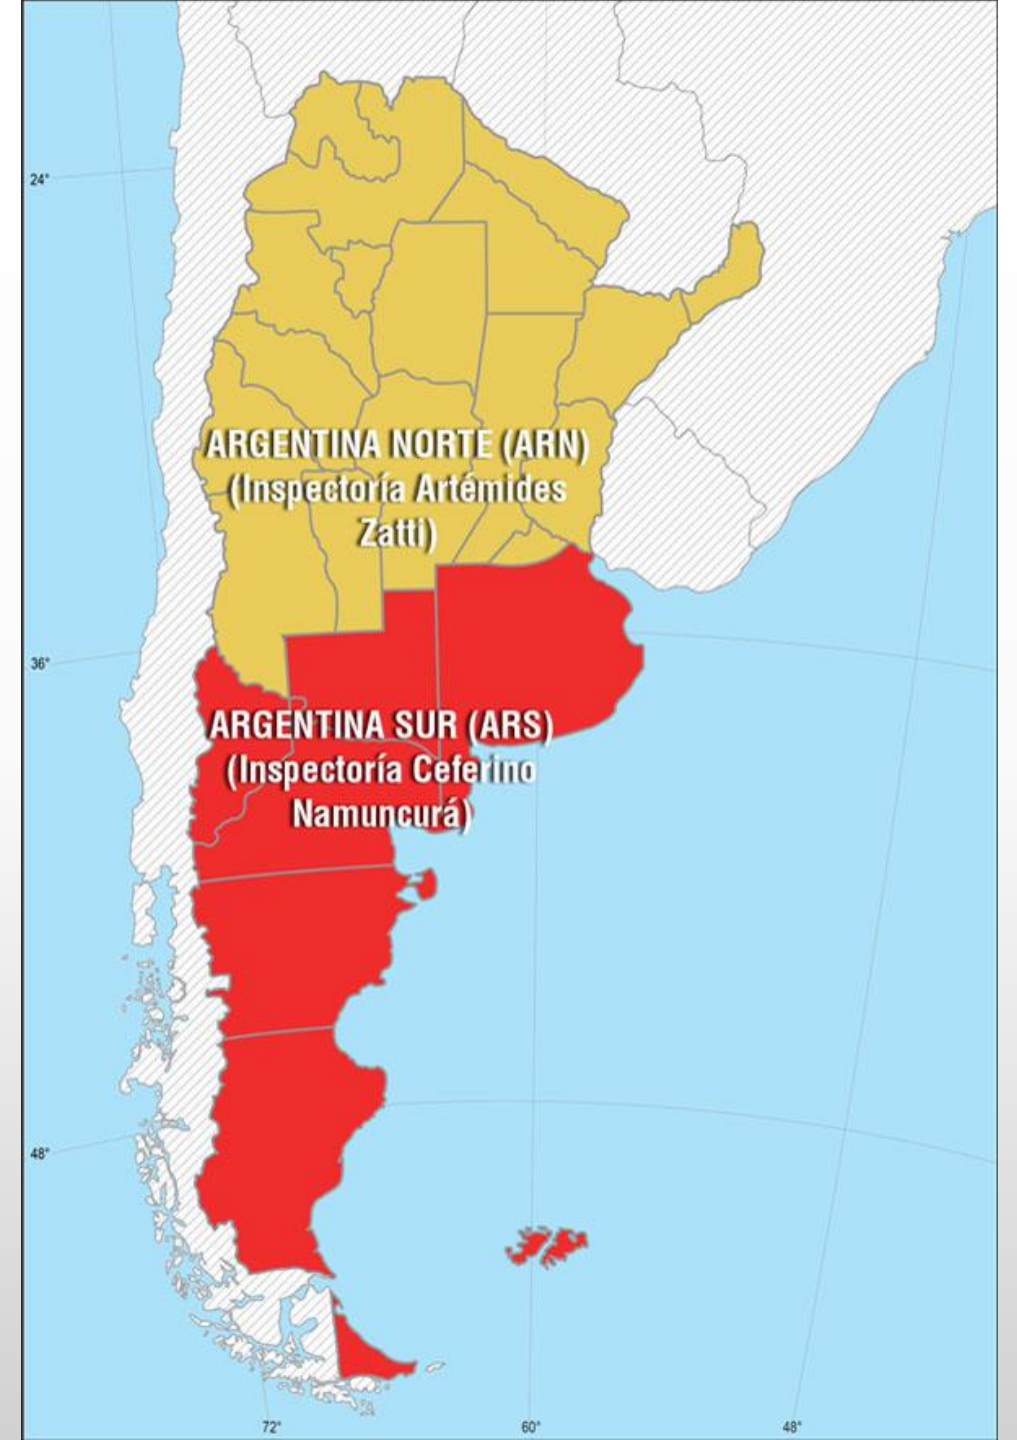 24°
ARGENTINA NORTE (ARN)
(Inspectoría Artémides
Zatti)
36°
ARGENTINA SUR (ARS)
(Inspectoría Ceferino
Namuncurá)
48°
72°
60°
48°